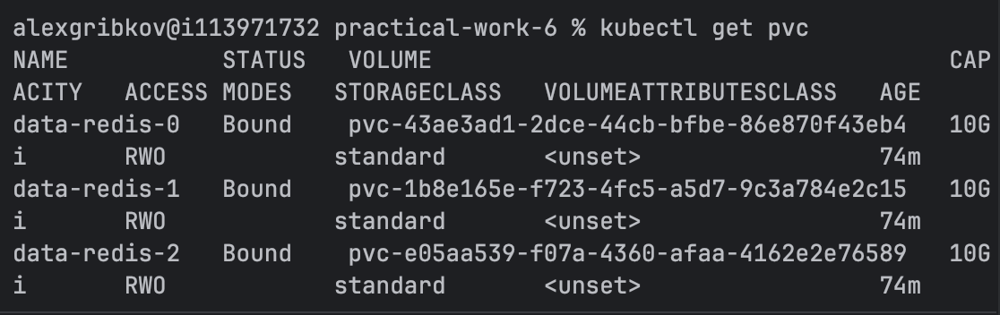 alexgribkov@i113971732 practical-work-6 % kubectl get pvc
NAME           STATUS   VOLUME                                     CAP
ACITY   ACCESS MODES   STORAGECLASS   VOLUMEATTRIBUTESCLASS   AGE
data-redis-0   Bound    pvc-43ae3ad1-2dce-44cb-bfbe-86e870f43eb4   10G
i       RWO            standard       <unset>                 74m
data-redis-1   Bound    pvc-1b8e165e-f723-4fc5-a5d7-9c3a784e2c15   10G
i       RWO            standard       <unset>                 74m
data-redis-2   Bound    pvc-e05aa539-f07a-4360-afaa-4162e2e76589   10G
i       RWO            standard       <unset>                 74m